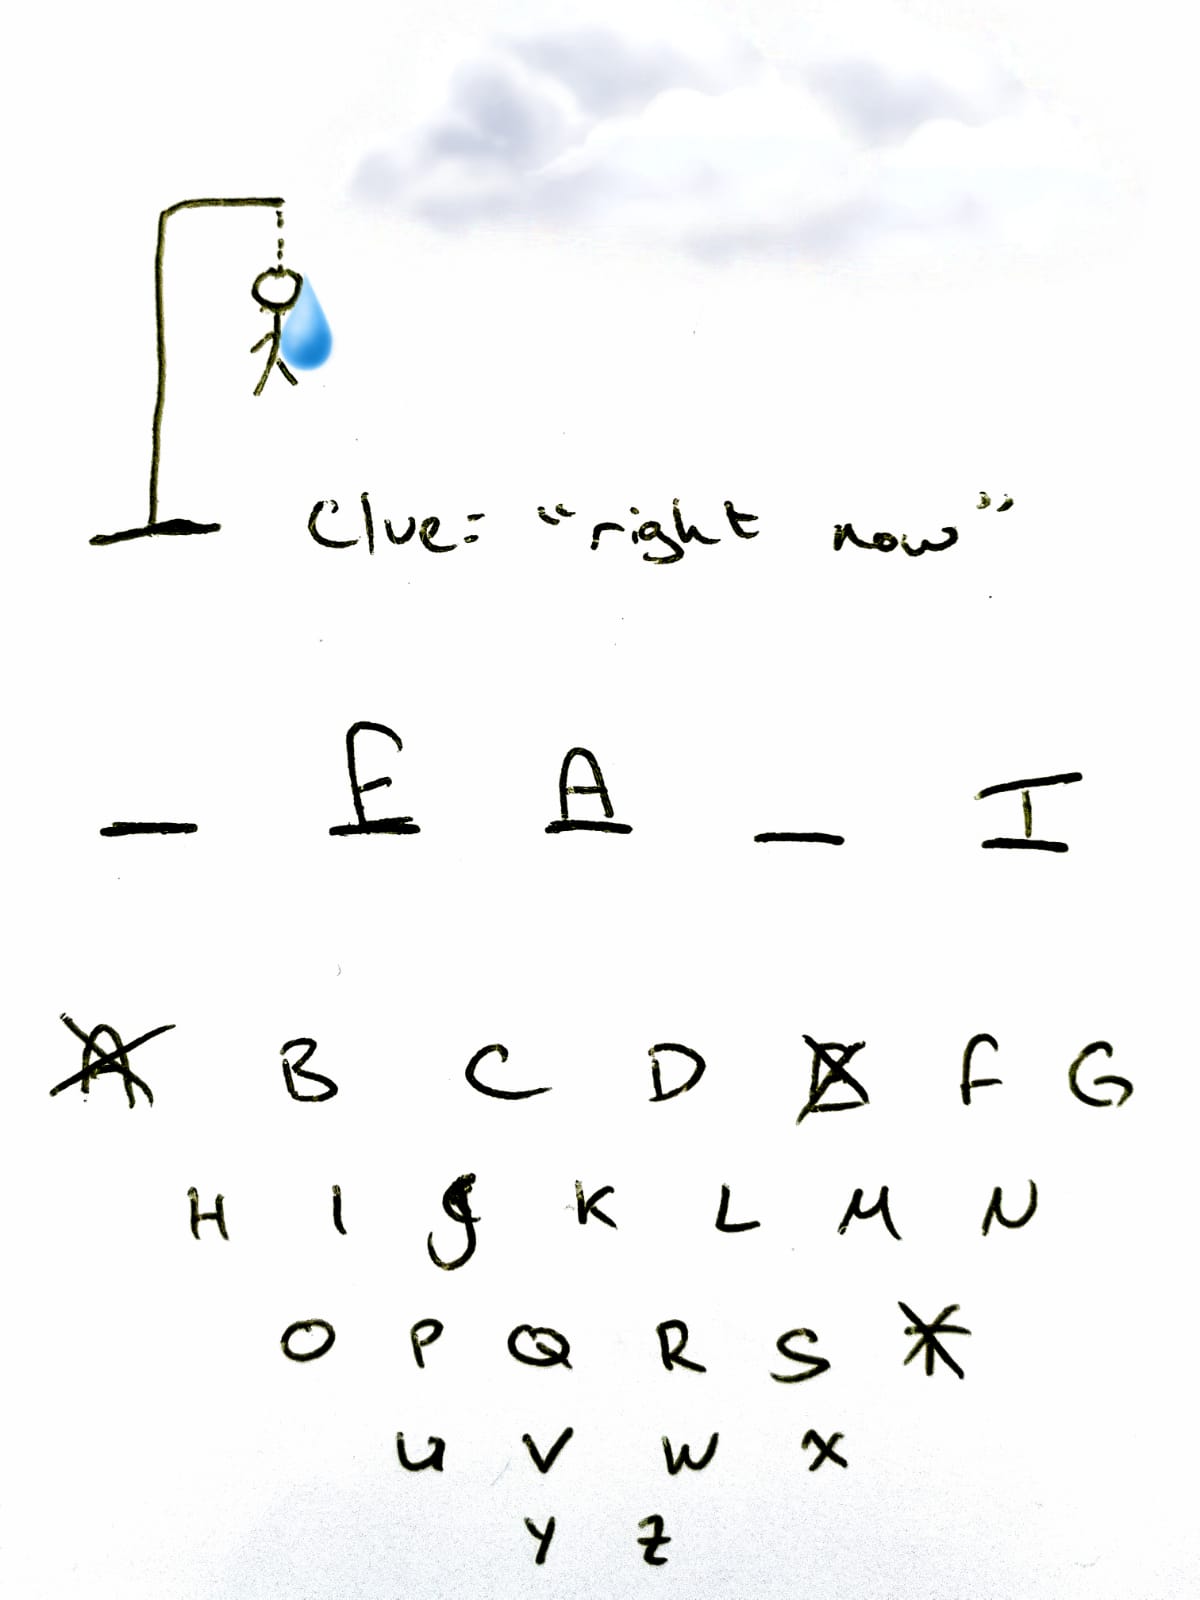 Clue: "right now"
_ E A _ T
A B C D E F G
H I J K L M N
O P Q R S T
U V W X
Y Z